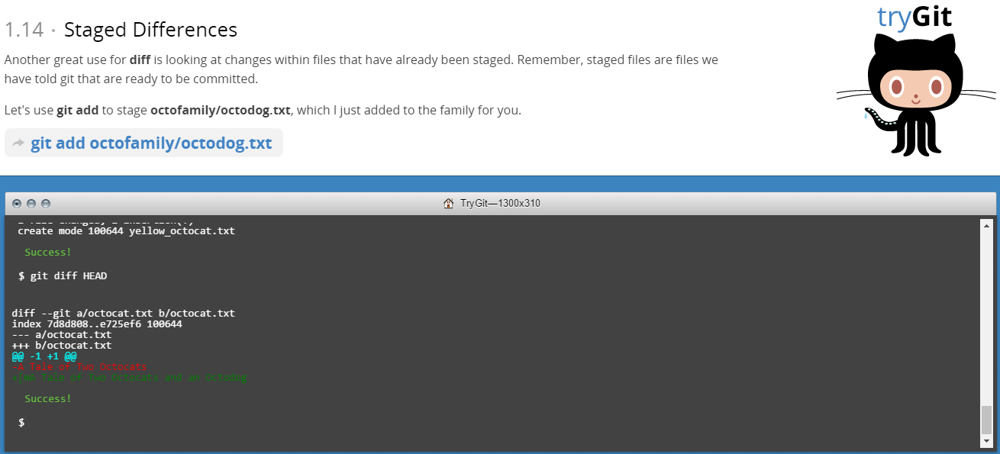 1.14 · Staged Differences
tryGit
Another great use for diff is looking at changes within files that have already been staged. Remember, staged files are files we
have told git that are ready to be committed.
Let's use git add to stage octofamily/octodog.txt, which I just added to the family for you.
git add octofamily/octodog.txt
TryGit—1300x310
create mode 100644 yellow_octocat.txt
Success!
$ git diff HEAD
diff --git a/octocat.txt b/octocat.txt
index 7d8d808..e725ef6 100644
--- a/octocat.txt
+++ b/octocat.txt
@@ -1 +1 @@
-A Tale of Two Octocats
A Tale of Two Octocats and an Octodog
Success!
$